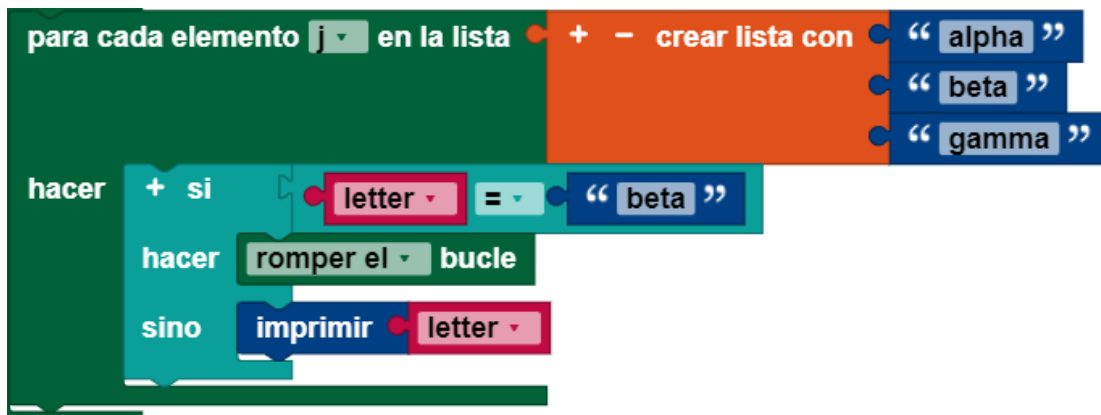 para cada elemento j en la lista + - crear lista con “ alpha ”
“ beta ”
“ gamma ”
hacer + si letter = “ beta ”
hacer romper el bucle
sino imprimir letter